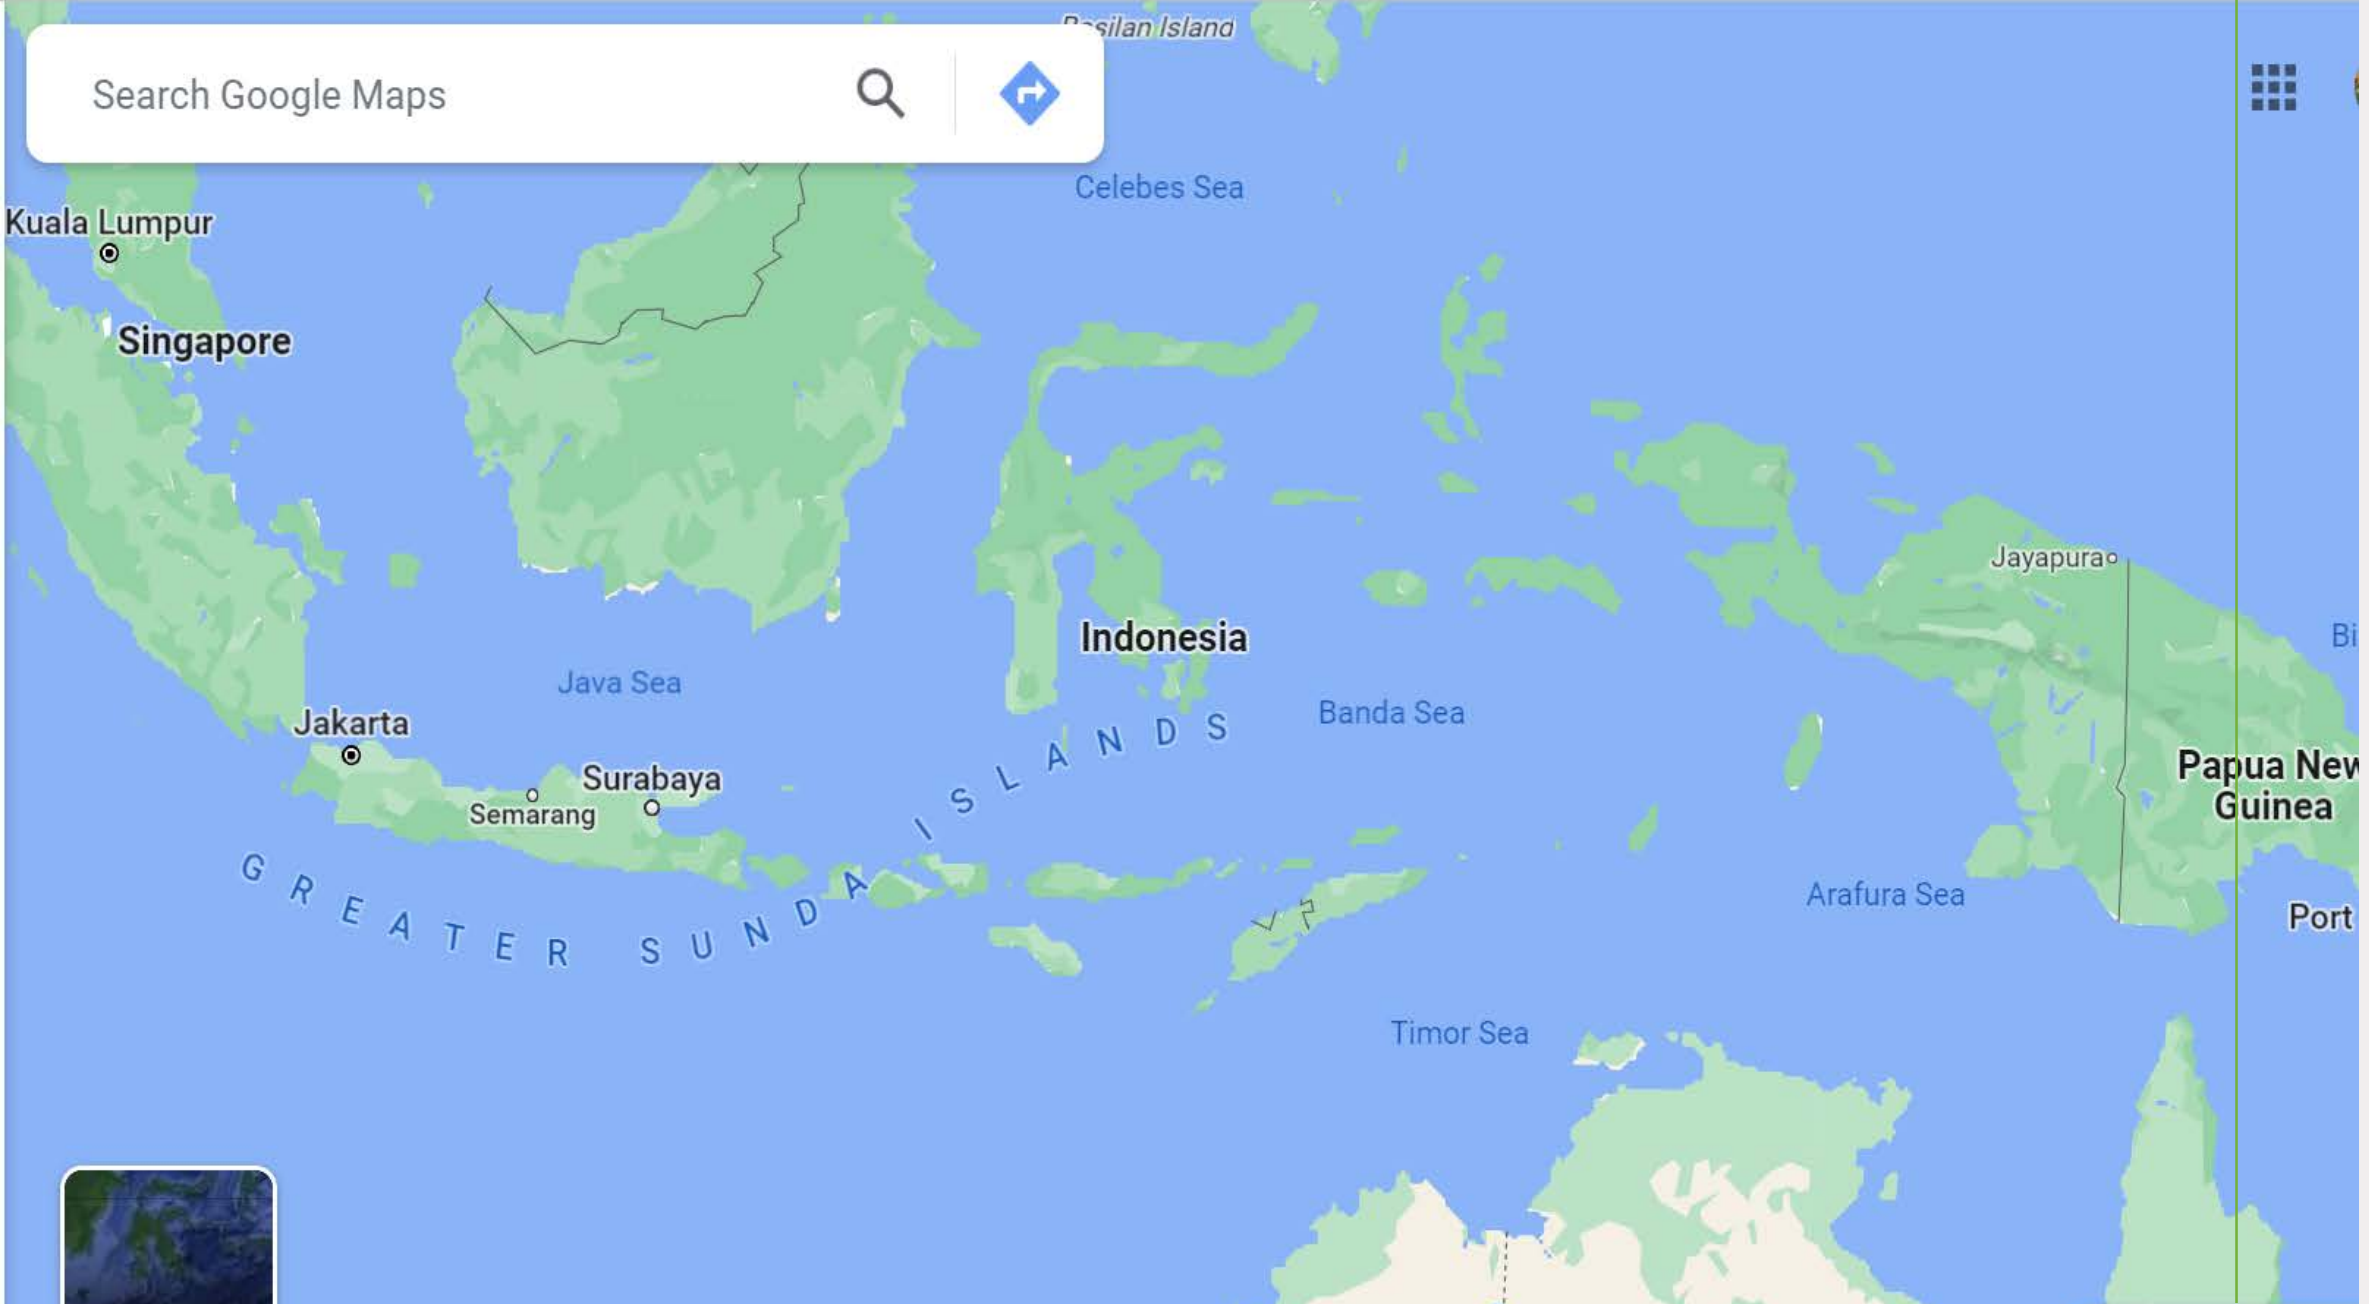 Basilan Island
Search Google Maps
Celebes Sea
Kuala Lumpur
Singapore
Jayapura
Indonesia
Bi
Java Sea
Banda Sea
Jakarta
GREATER SUNDA ISLANDS
Surabaya
Semarang
Papua New
Guinea
Arafura Sea
Port
Timor Sea